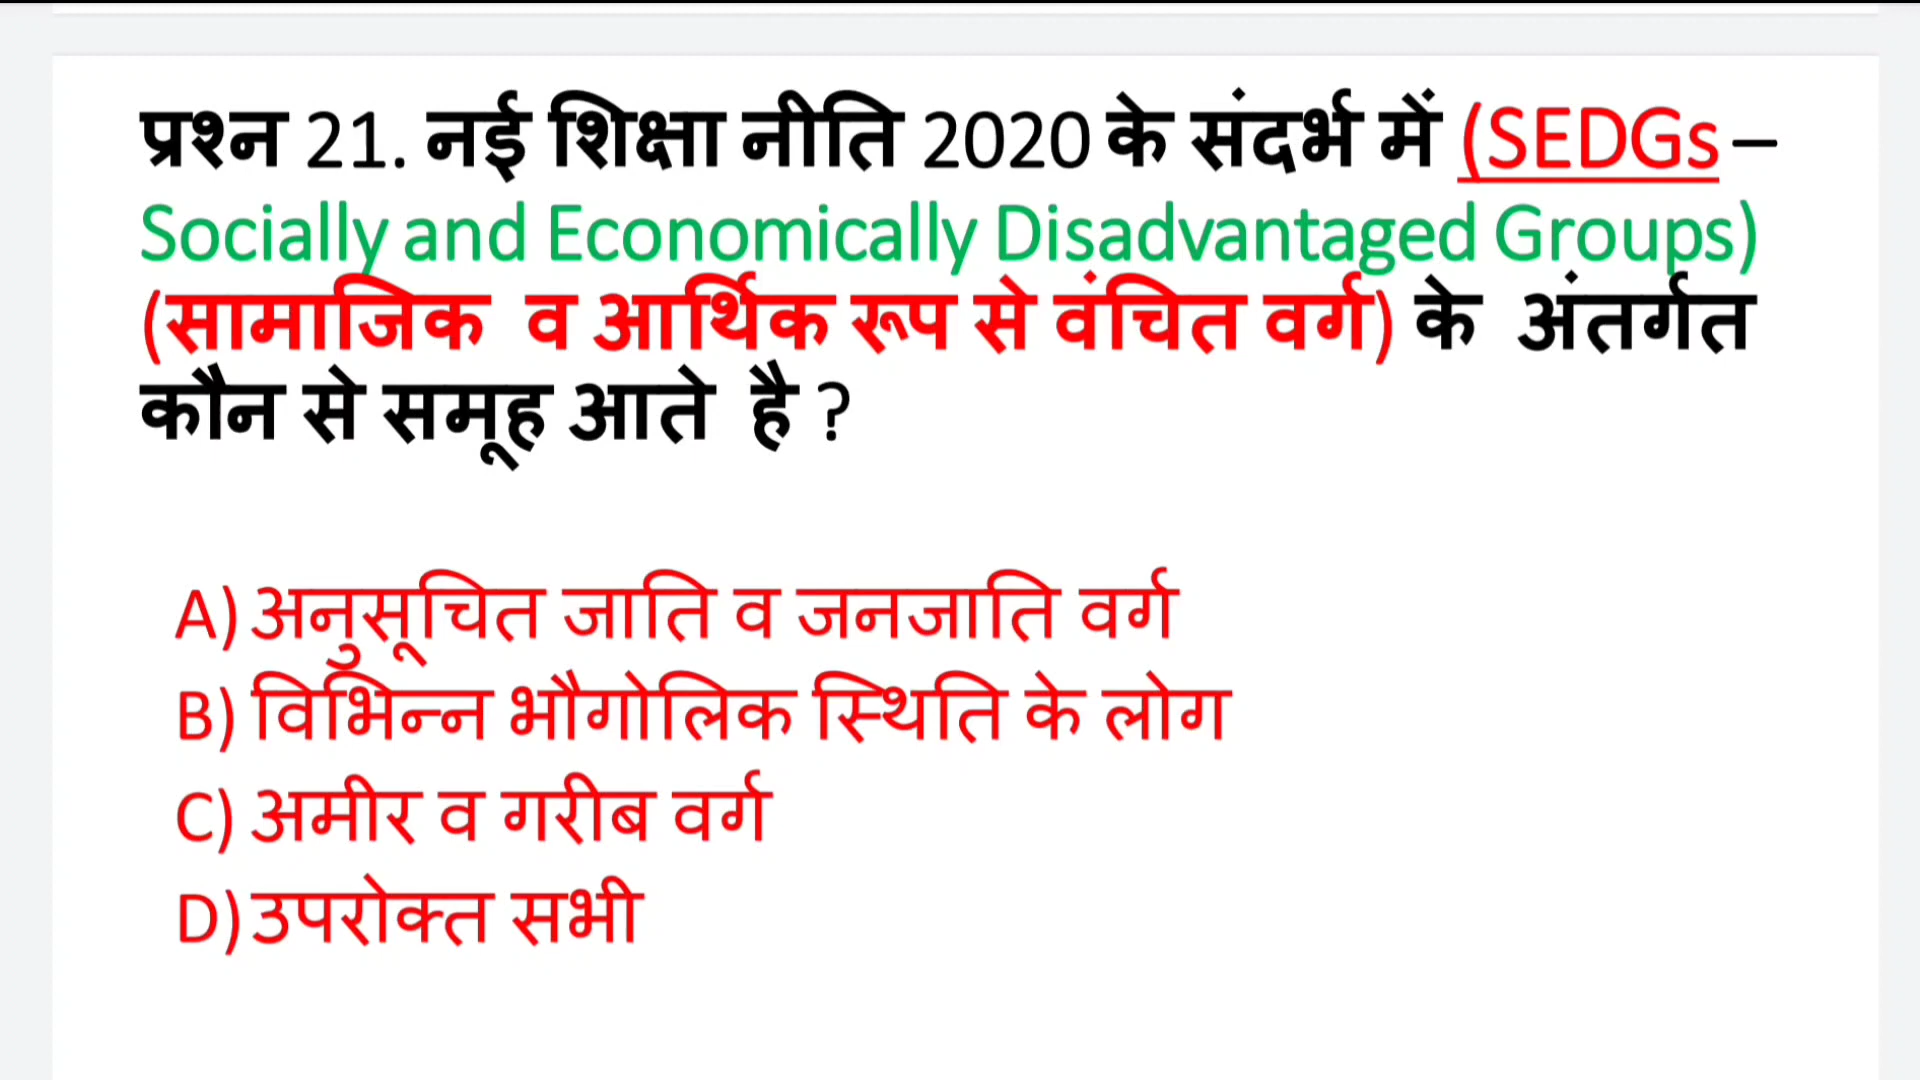 प्रश्न 21. नई शिक्षा नीति 2020 के संदर्भ में (SEDGs –
Socially and Economically Disadvantaged Groups)
(सामाजिक व आर्थिक रूप से वंचित वर्ग) के अंतर्गत
कौन से समूह आते है ?
A) अनुसूचित जाति व जनजाति वर्ग
B) विभिन्न भौगोलिक स्थिति के लोग
C) अमीर व गरीब वर्ग
D) उपरोक्त सभी